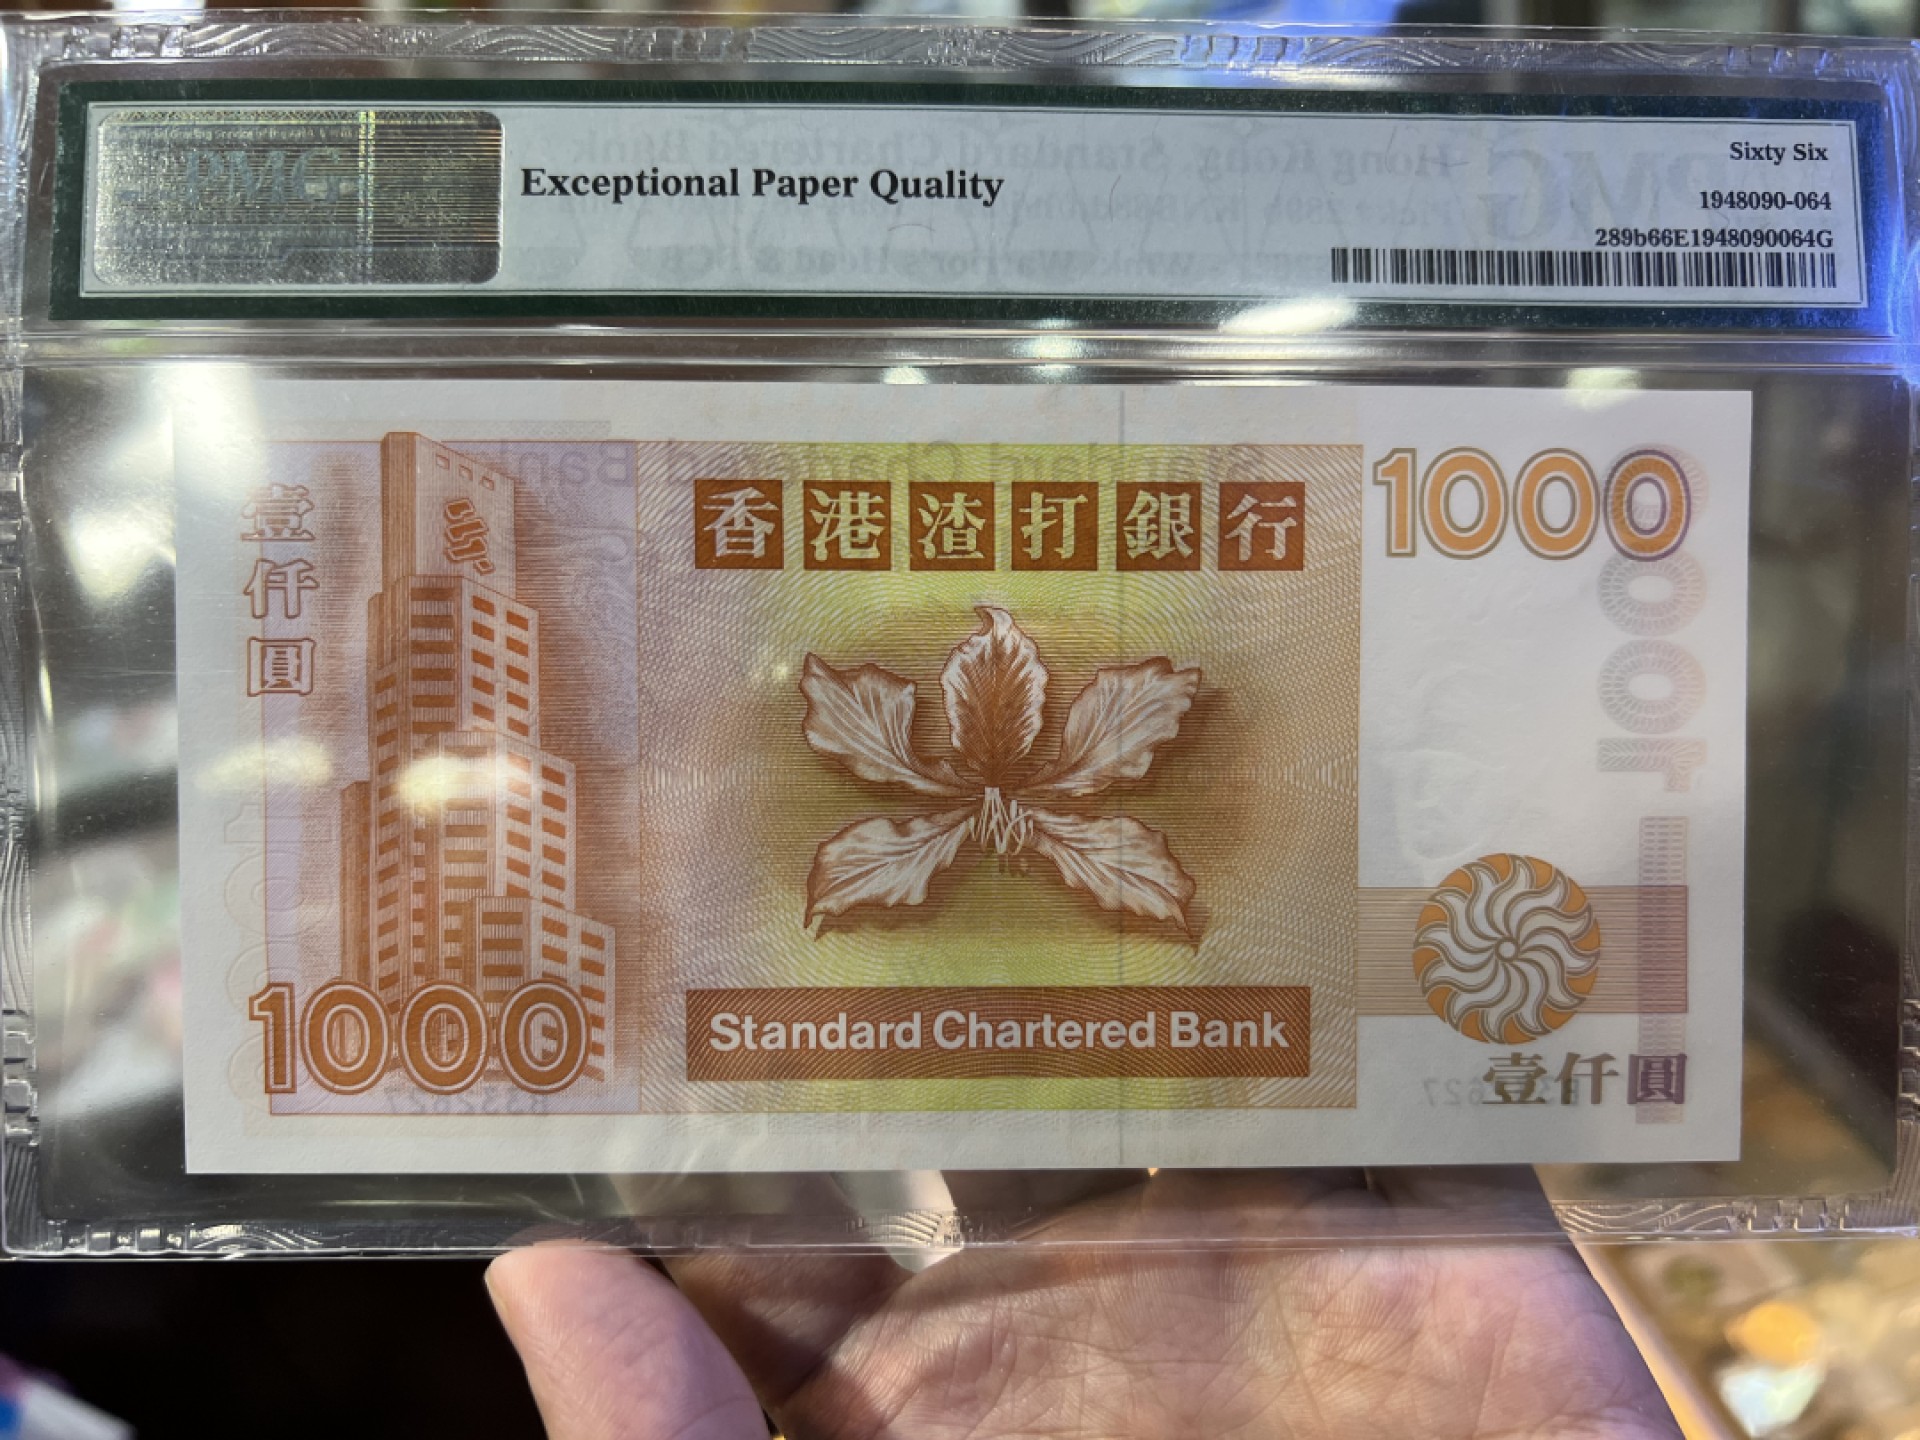 PMG
Exceptional Paper Quality
Sixty Six
1948090-064
289b66E1948090064G
壹仟圓
香港渣打銀行
1000
1000
Standard Chartered Bank
壹仟圓